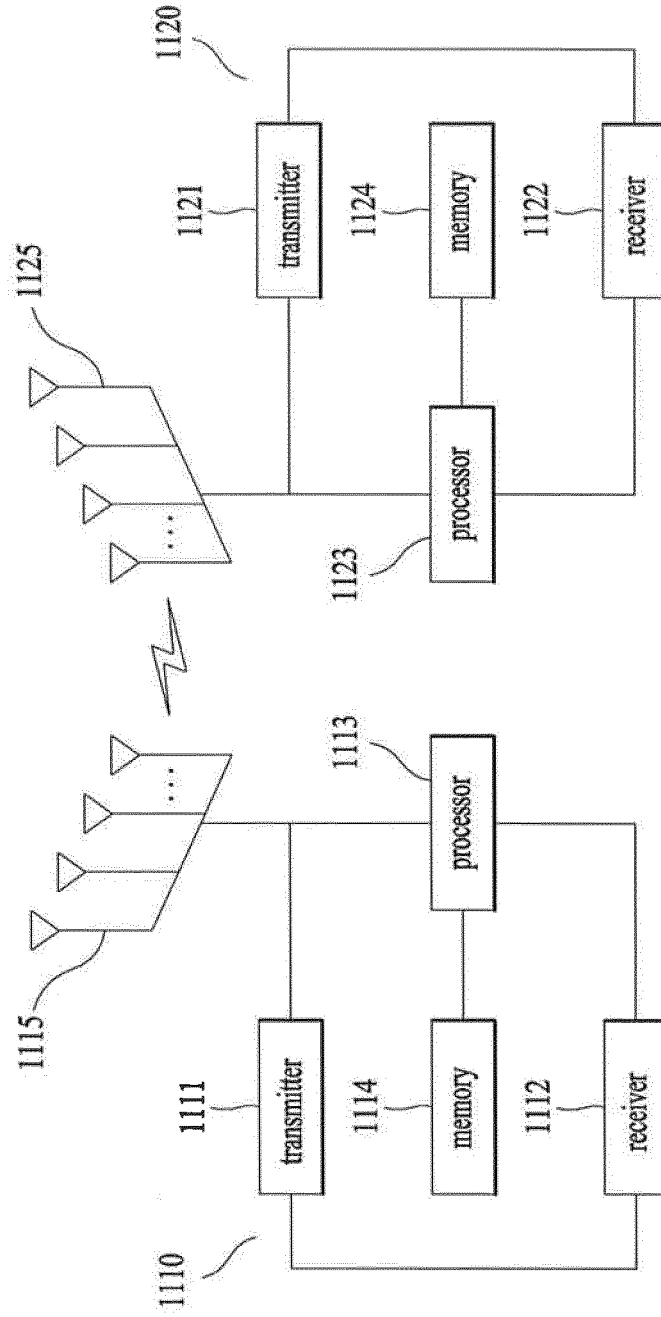 1115
1125
1110
1111
transmitter
1121
transmitter
1120
1114
memory
1113
processor
1123
processor
1124
memory
1112
receiver
1122
receiver